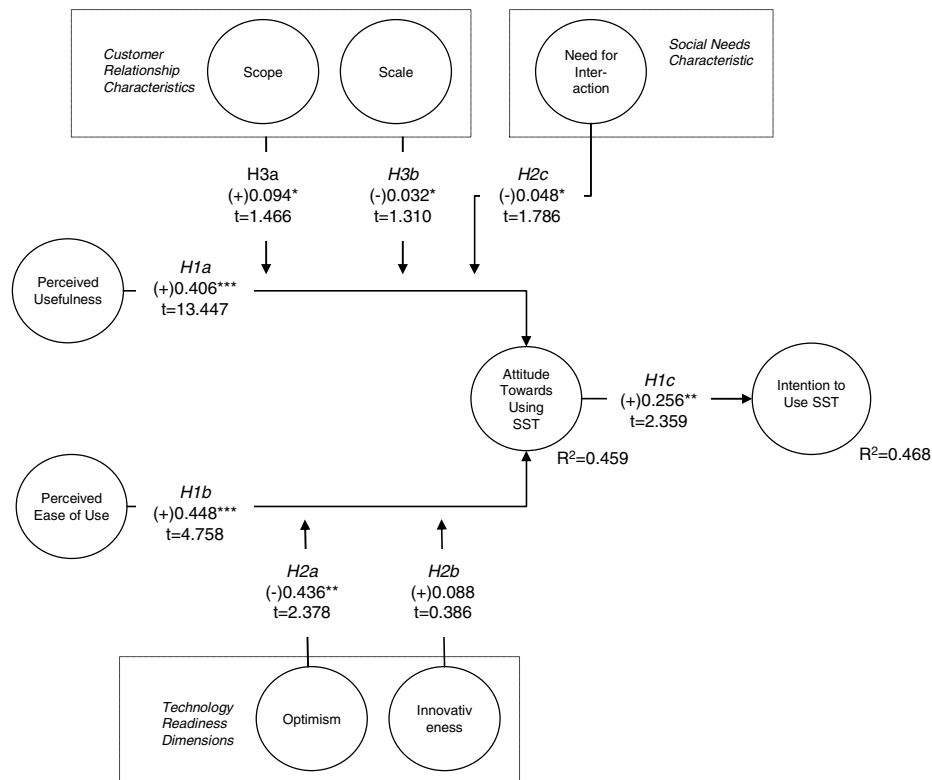 Customer
Relationship
Characteristics
Scope
Scale
Need for
Inter-
action
Social Needs
Characteristic
H3a
(+)0.094*
t=1.466
H3b
(-)0.032*
t=1.310
H2c
(-)0.048*
t=1.786
Perceived
Usefulness
H1a
(+)0.406***
t=13.447
Attitude
Towards
Using
SST
R²=0.459
H1c
(+)0.256**
t=2.359
Intention to
Use SST
R²=0.468
Perceived
Ease of Use
H1b
(+)0.448***
t=4.758
H2a
(-)0.436**
t=2.378
H2b
(+)0.088
t=0.386
Technology
Readiness
Dimensions
Optimism
Innovativ
eness